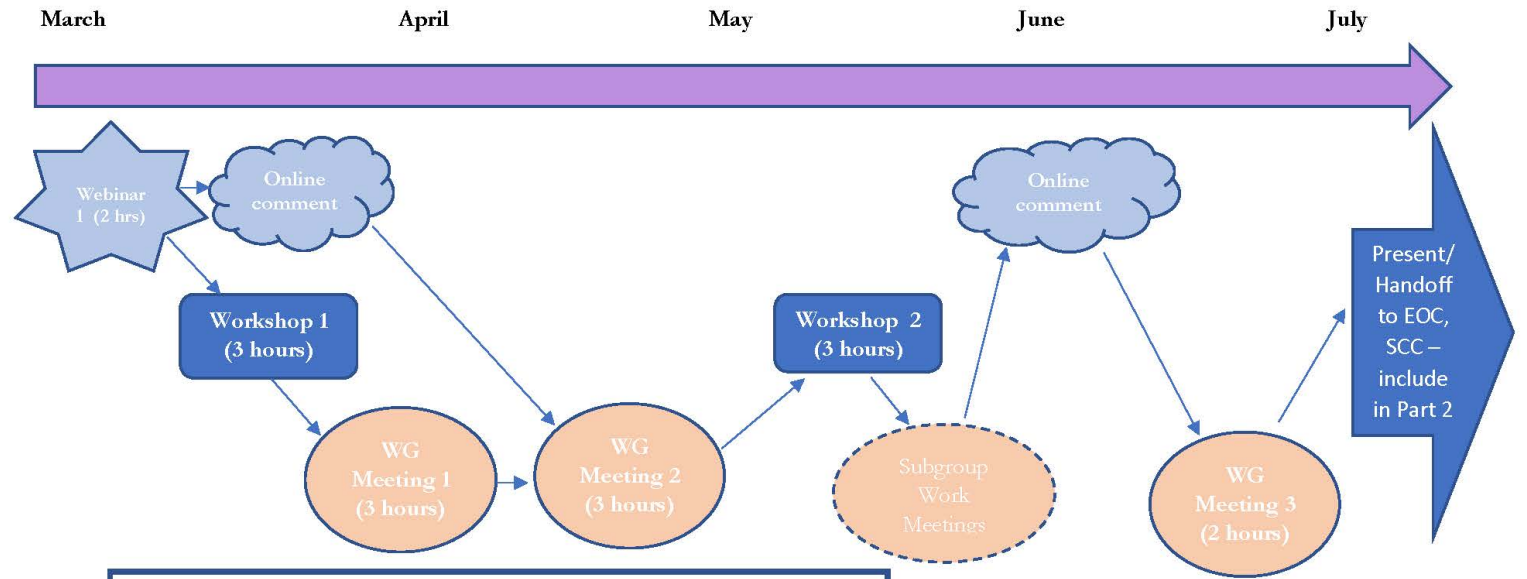 March April May June July
Webinar
1 (2 hrs)
Online
comment
Workshop 1
(3 hours)
WG
Meeting 1
(3 hours)
WG
Meeting 2
(3 hours)
Workshop 2
(3 hours)
Subgroup
Work
Meetings
Online
comment
WG
Meeting 3
(2 hours)
Present/
Handoff
to EOC,
SCC –
include
in Part 2